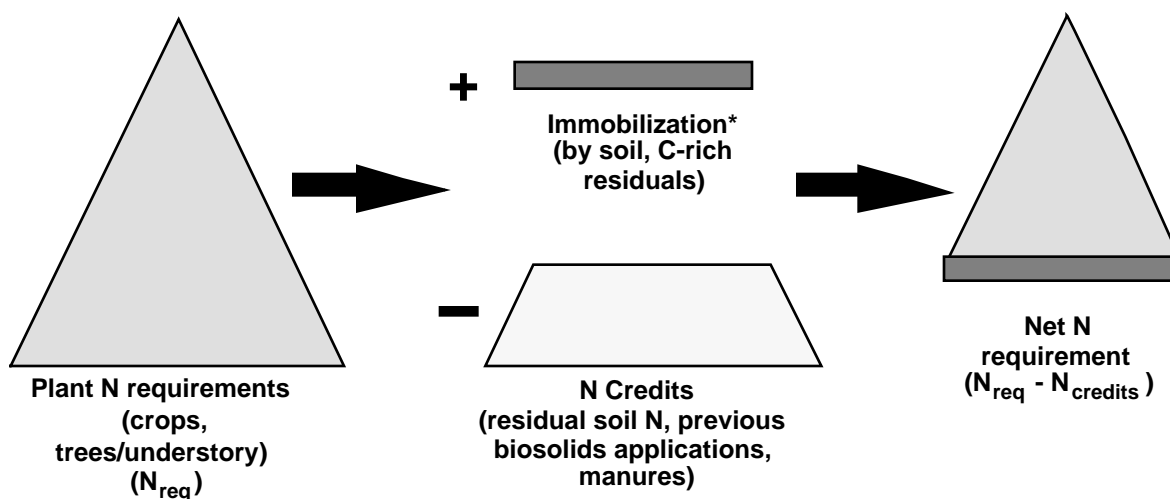 Plant N requirements
(crops,
trees/understory)
(Nreq)
+
Immobilization*
(by soil, C-rich
residuals)
−
N Credits
(residual soil N, previous
biosolids applications,
manures)
Net N
requirement
(Nreq - Ncredits )